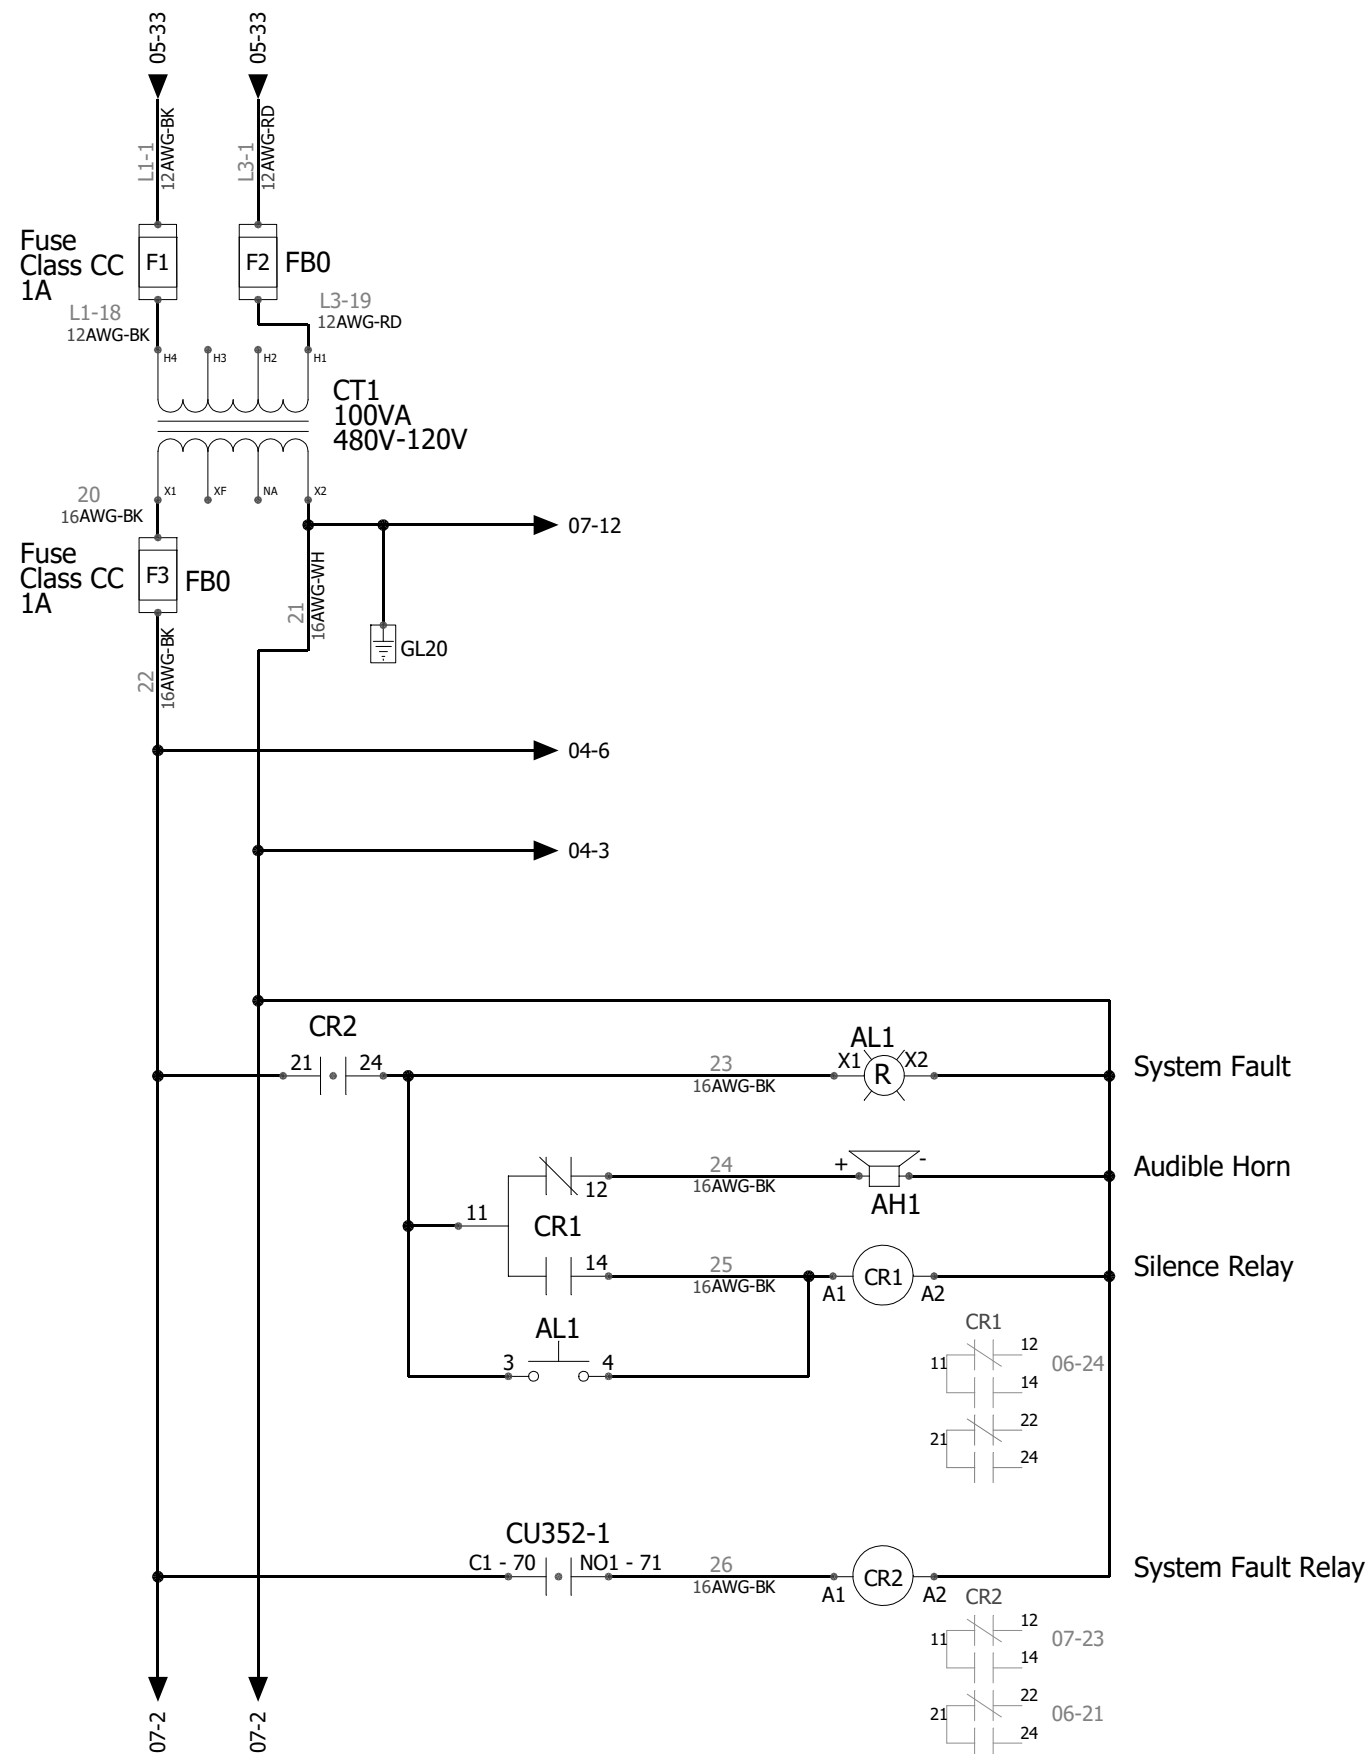 05-33
05-33
L1-1
12AWG-BK
L3-1
12AWG-RD
Fuse
Class CC
1A
F1
F2
FB0
L1-18
12AWG-BK
L3-19
12AWG-RD
H4
H3
H2
H1
CT1
100VA
480V-120V
X1
XF
NA
X2
20
16AWG-BK
07-12
Fuse
Class CC
1A
F3
FB0
21
16AWG-WH
GL20
22
16AWG-BK
04-6
04-3
CR2
21
24
23
16AWG-BK
AL1
X1
R
X2
System Fault
11
12
24
16AWG-BK
+
-
AH1
Audible Horn
CR1
14
25
16AWG-BK
A1
CR1
A2
Silence Relay
AL1
3
4
CR1
11
12
14
06-24
21
22
24
CU352-1
C1 - 70
NO1 - 71
26
16AWG-BK
A1
CR2
A2
System Fault Relay
CR2
11
12
14
07-23
21
22
24
06-21
07-2
07-2